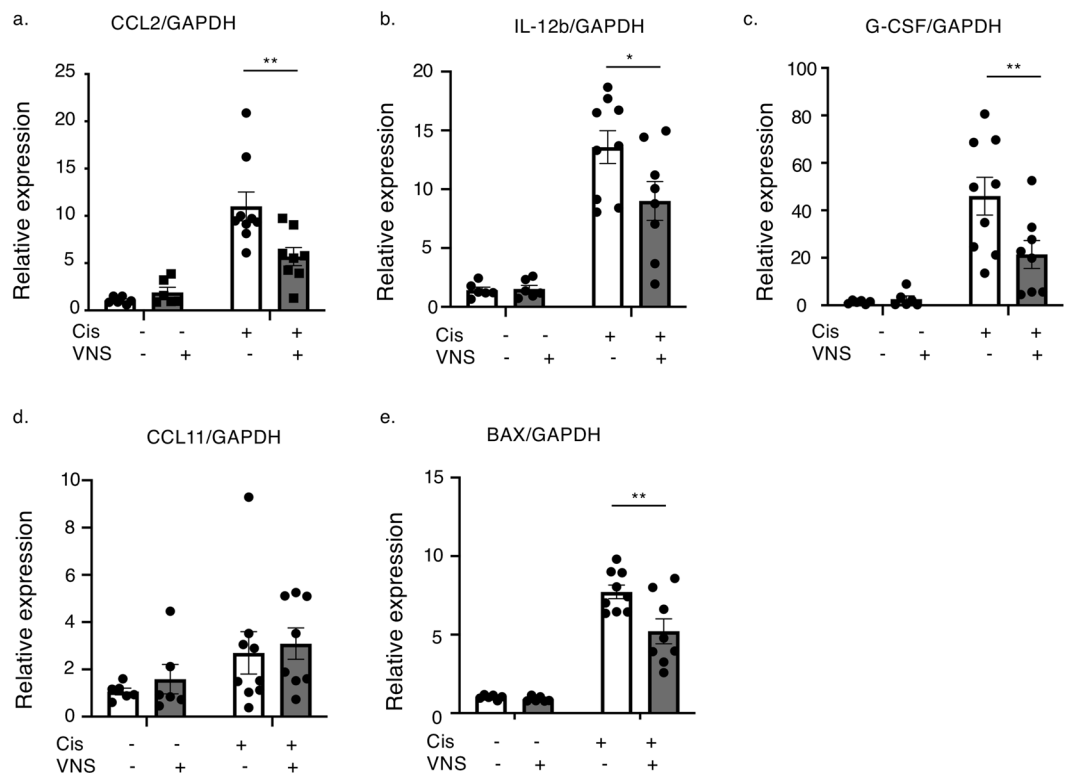 a.
CCL2/GAPDH
Relative expression
25
20
15
10
5
0
**
Cis - - + +
VNS - + - +
b.
IL-12b/GAPDH
Relative expression
20
15
10
5
0
*
Cis - - + +
VNS - + - +
c.
G-CSF/GAPDH
Relative expression
100
80
60
40
20
0
**
Cis - - + +
VNS - + - +
d.
CCL11/GAPDH
Relative expression
10
8
6
4
2
0
Cis - - + +
VNS - + - +
e.
BAX/GAPDH
Relative expression
15
10
5
0
**
Cis - - + +
VNS - + - +